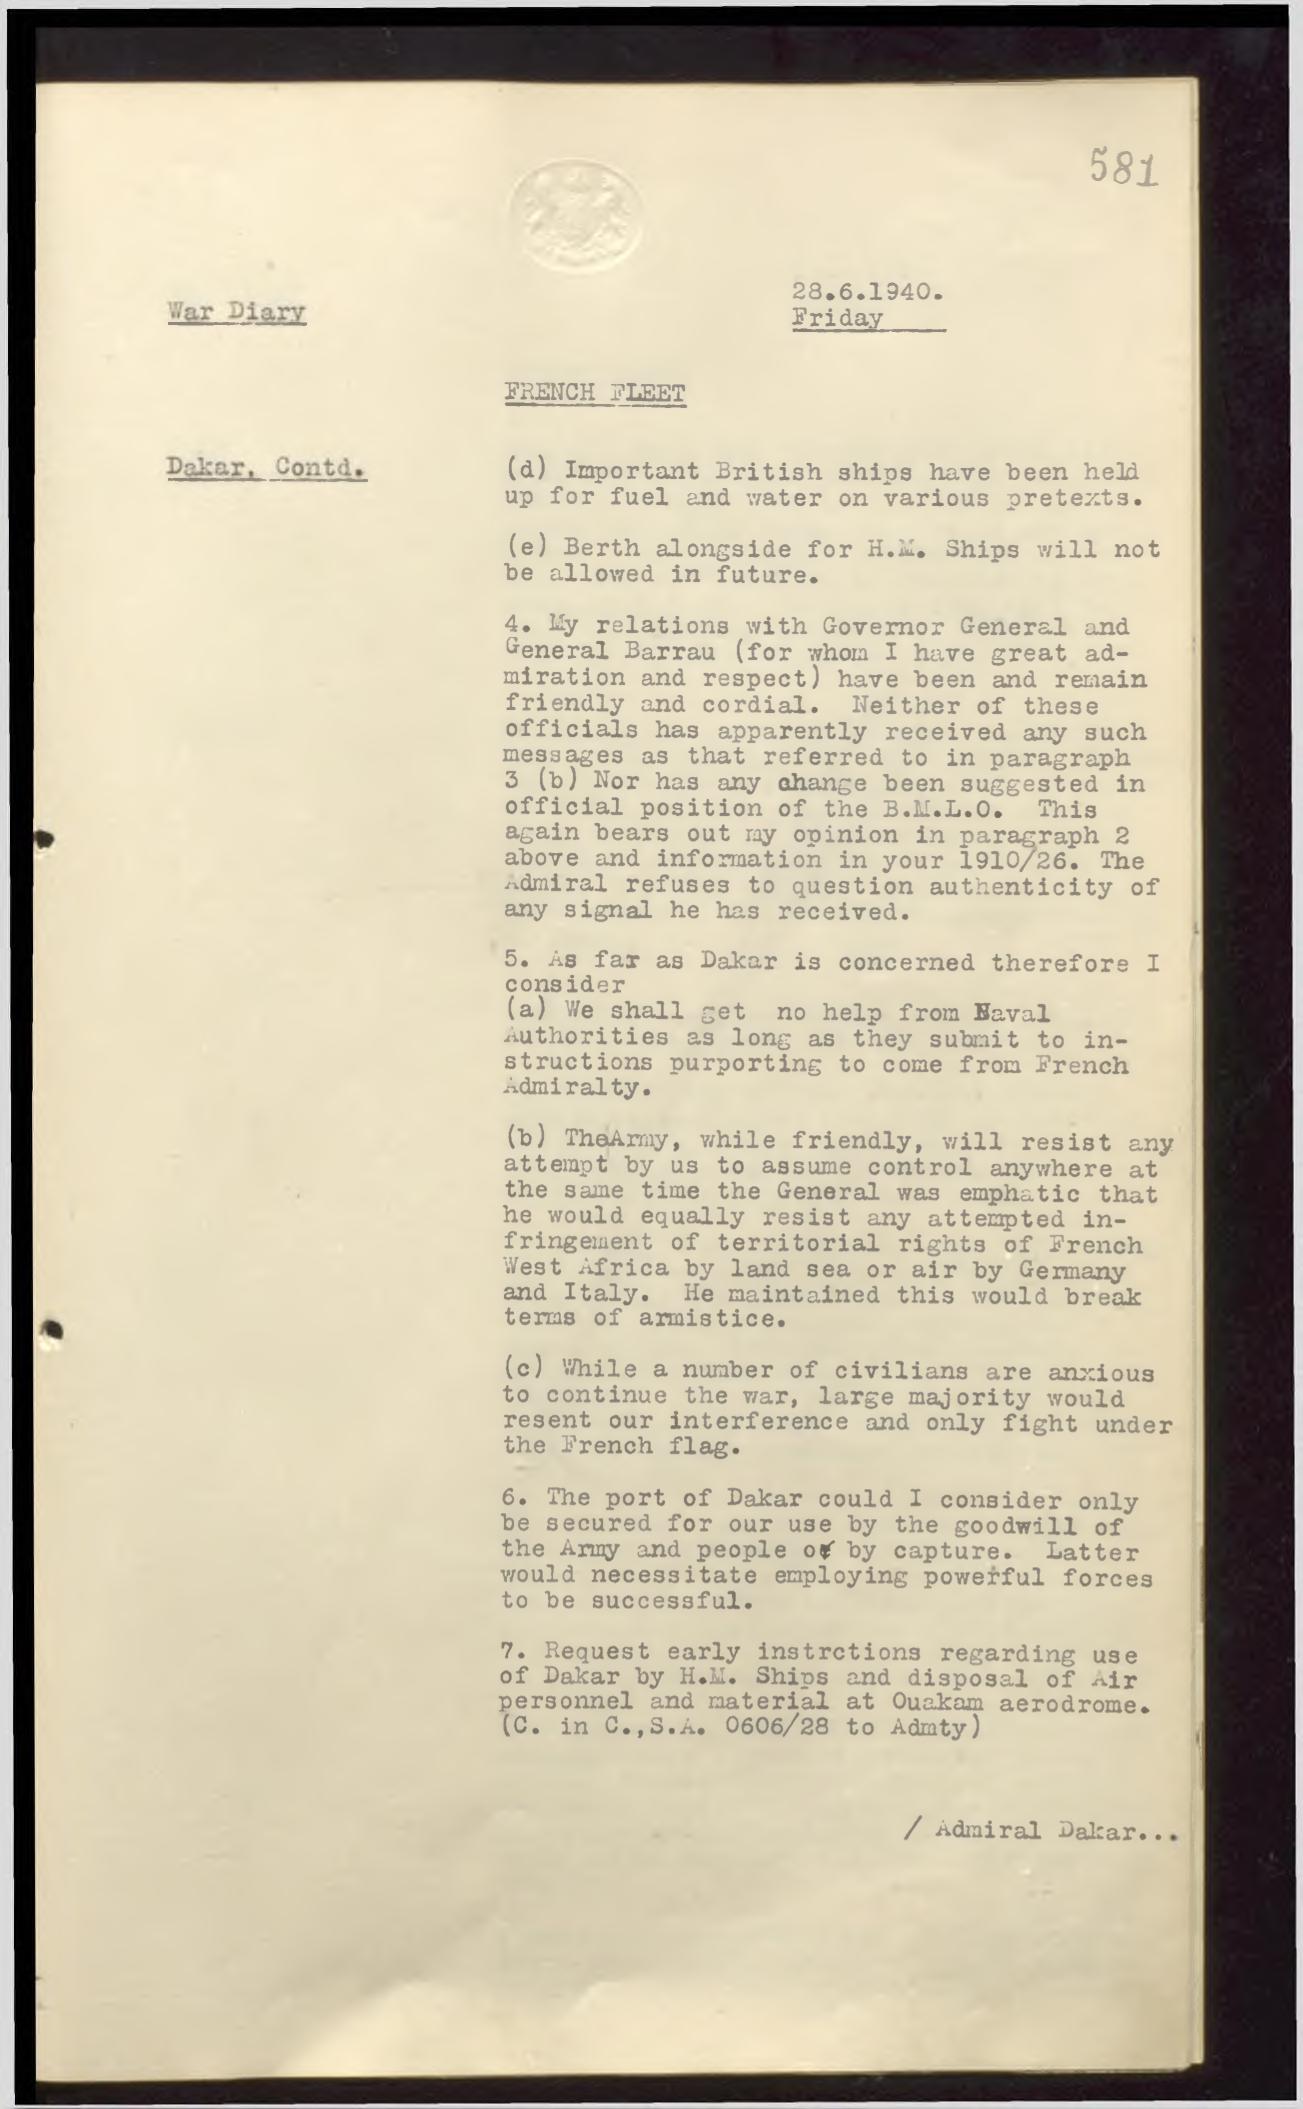 581
28.6.1940.
War Diary
Friday
FRENCH FLEET
Dakar, Contd.
(d) Important British ships have been held
up for fuel and water on various pretexts.
(e) Berth alongside for H.M. Ships will not
be allowed in future.
4. My relations with Governor General and
General Barrau (for whom I have great ad-
miration and respect) have been and remain
friendly and cordial. Neither of these
officials has apparently received any such
messages as that referred to in paragraph
3 (b) Nor has any change been suggested in
official position of the B.M.L.O. This
again bears out my opinion in paragraph 2
above and information in your 1910/26. The
Admiral refuses to question authenticity of
any signal he has received.
5. As far as Dakar is concerned therefore I
consider
(a) We shall get no help from Naval
Authorities as long as they submit to in-
structions purporting to come from French
Admiralty.
(b) TheArmy, while friendly, will resist any
attempt by us to assume control anywhere at
the same time the General was emphatic that
he would equally resist any attempted in-
fringement of territorial rights of French
West Africa by land sea or air by Germany
and Italy. He maintained this would break
terms of armistice.
(c) While a number of civilians are anxious
to continue the war, large majority would
resent our interference and only fight under
the French flag.
6. The port of Dakar could I consider only
be secured for our use by the goodwill of
the Army and people or by capture. Latter
would necessitate employing powerful forces
to be successful.
7. Request early instrctions regarding use
of Dakar by H.M. Ships and disposal of Air
personnel and material at Ouakam aerodrome.
(C. in C.,S.A. 0606/28 to Admty)
/ Admiral Dakar...